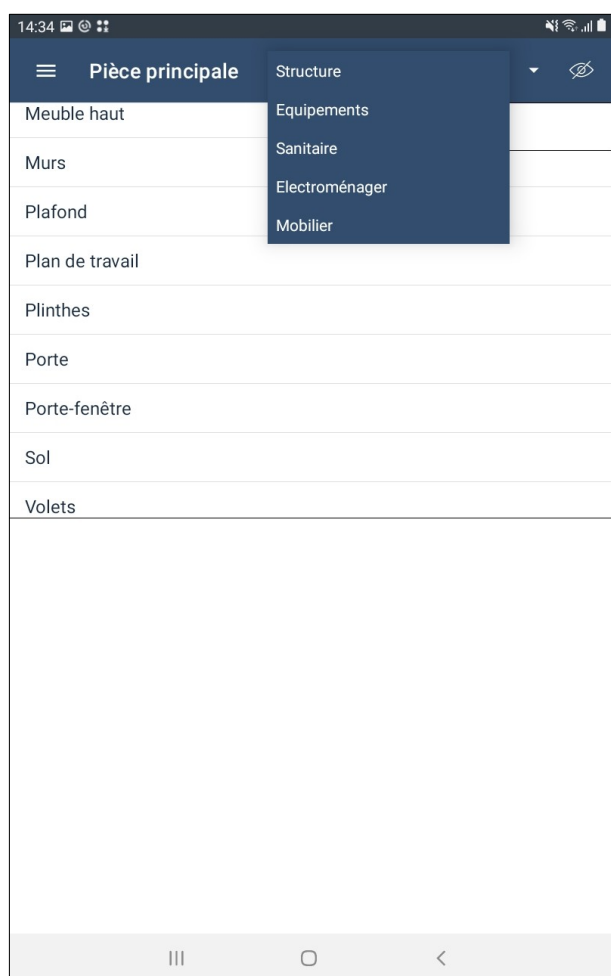 14:34
Pièce principale
Structure
Equipements
Sanitaire
Electroménager
Mobilier
Meuble haut
Murs
Plafond
Plan de travail
Plinthes
Porte
Porte-fenêtre
Sol
Volets